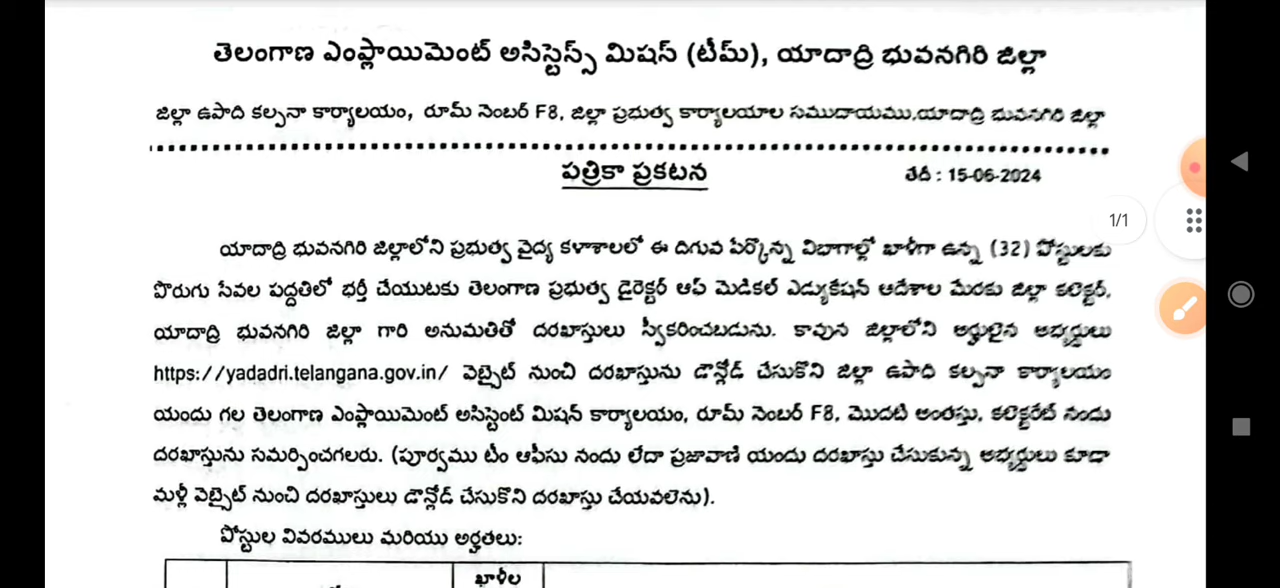 తెలంగాణ ఎంప్లాయిమెంట్ అసిస్టెన్స్ మిషన్ (టీమ్), యాదాద్రి భువనగిరి జిల్లా
జిల్లా ఉపాది కల్పనా కార్యాలయం, రూమ్ నెంబర్ F8, జిల్లా ప్రభుత్వ కార్యాలయాల సముదాయము,యాదాద్రి భువనగిరి జిల్లా
పత్రికా ప్రకటన
తేదీ : 15-06-2024
1/1
యాదాద్రి భువనగిరి జిల్లాలోని ప్రభుత్వ వైద్య కళాశాలలో ఈ దిగువ పేర్కొన్న విభాగాల్లో ఖాళీగా ఉన్న (32) పోస్టులకు
పొరుగు సేవల పద్దతిలో భర్తీ చేయుటకు తెలంగాణ ప్రభుత్వ డైరెక్టర్ ఆఫ్ మెడికల్ ఎడ్యుకేషన్ ఆదేశాల మేరకు జిల్లా కలెక్టర్,
యాదాద్రి భువనగిరి జిల్లా గారి అనుమతితో దరఖాస్తులు స్వీకరించబడును. కావున జిల్లాలోని అర్హులైన అభ్యర్థులు
https://yadadri.telangana.gov.in/ వెబ్సైట్ నుంచి దరఖాస్తును డౌన్లోడ్ చేసుకొని జిల్లా ఉపాది కల్పనా కార్యాలయం
యందు గల తెలంగాణ ఎంప్లాయిమెంట్ అసిస్టెంట్ మిషన్ కార్యాలయం, రూమ్ నెంబర్ F8, మొదటి అంతస్తు, కలెక్టరేట్ నందు
దరఖాస్తును సమర్పించగలరు. (పూర్వము టీం ఆఫీసు నందు లేదా ప్రజావాణి యందు దరఖాస్తు చేసుకున్న అభ్యర్థులు కూడా
మళ్లీ వెబ్సైట్ నుంచి దరఖాస్తులు డౌన్లోడ్ చేసుకొని దరఖాస్తు చేయవలెను).
పోస్టుల వివరములు మరియు అర్హతలు:
ఖాళీల